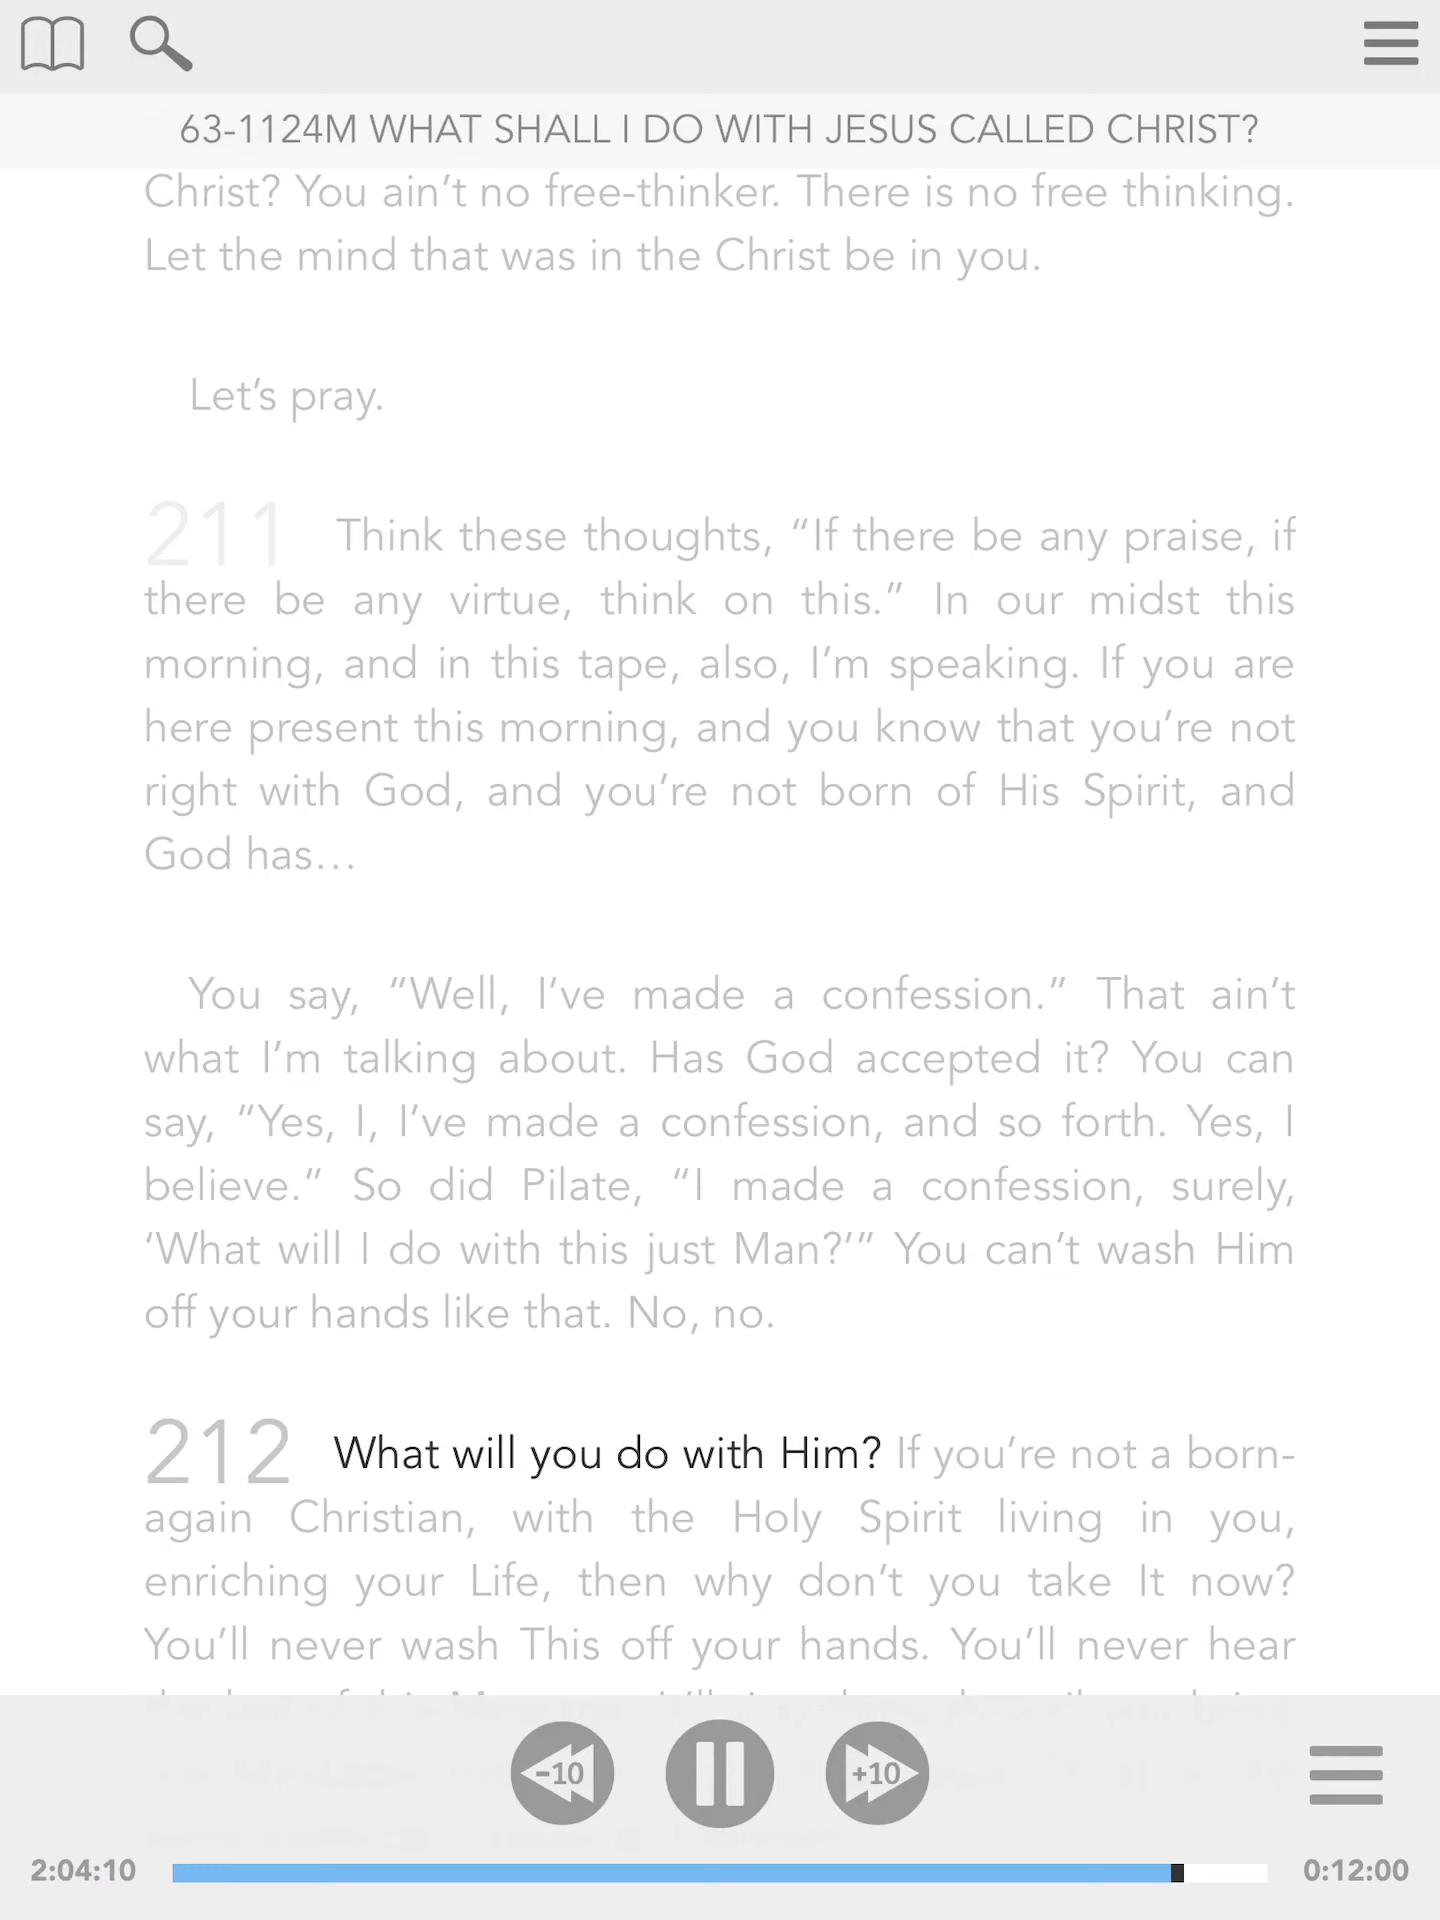 63-1124M WHAT SHALL I DO WITH JESUS CALLED CHRIST?
Christ? You ain’t no free-thinker. There is no free thinking.
Let the mind that was in the Christ be in you.
Let’s pray.
211 Think these thoughts, “If there be any praise, if
there be any virtue, think on this.” In our midst this
morning, and in this tape, also, I’m speaking. If you are
here present this morning, and you know that you’re not
right with God, and you’re not born of His Spirit, and
God has…
You say, “Well, I’ve made a confession.” That ain’t
what I’m talking about. Has God accepted it? You can
say, “Yes, I, I’ve made a confession, and so forth. Yes, I
believe.” So did Pilate, “I made a confession, surely,
‘What will I do with this just Man?’” You can’t wash Him
off your hands like that. No, no.
212 What will you do with Him? If you’re not a born-
again Christian, with the Holy Spirit living in you,
enriching your Life, then why don’t you take It now?
You’ll never wash This off your hands. You’ll never hear
-10 +10
2:04:10 0:12:00